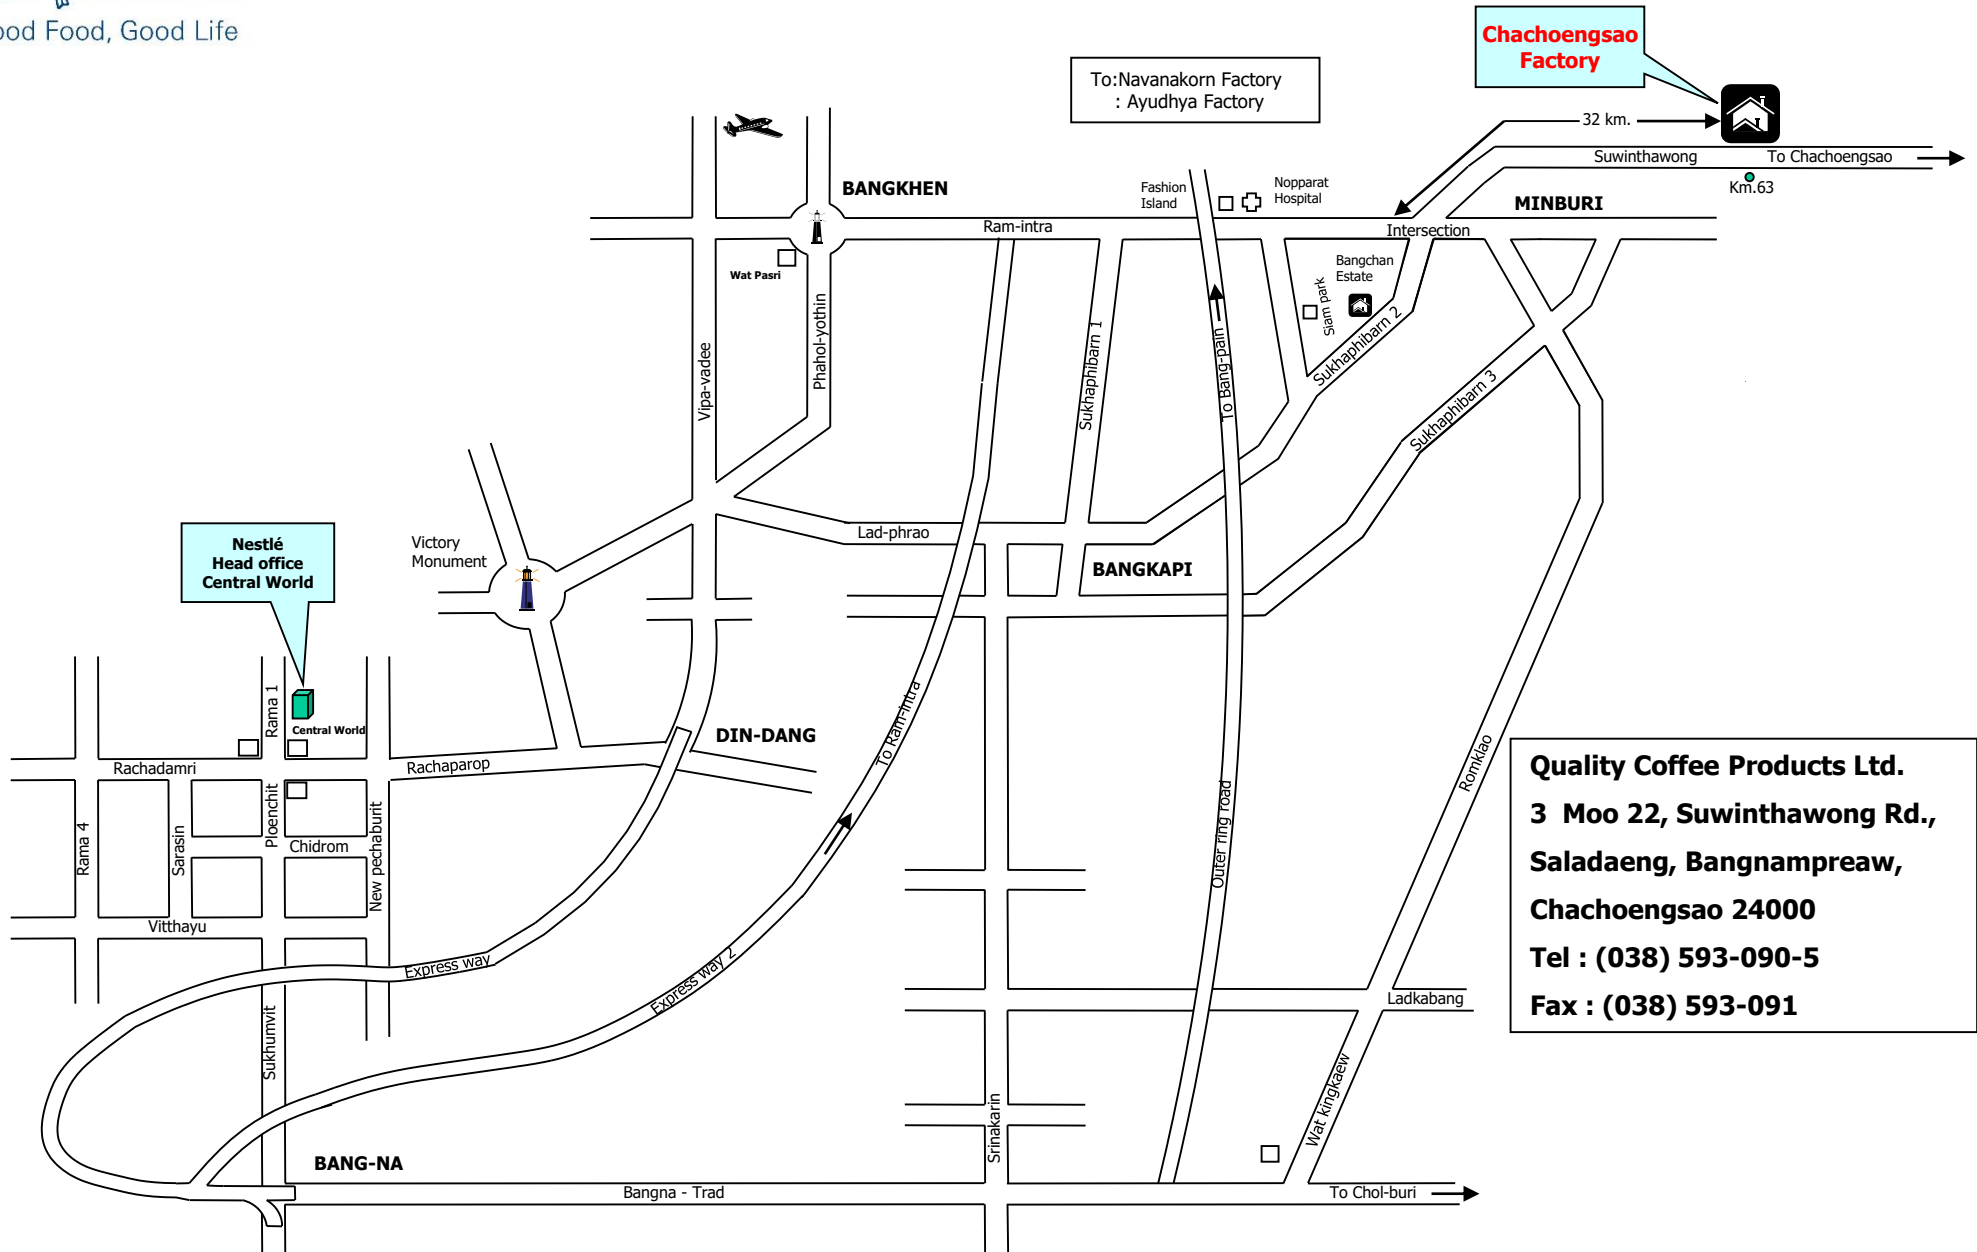 ood Food, Good Life
Chachoengsao
Factory
To:Navanakorn Factory
: Ayudhya Factory
32 km.
Suwinthawong
To Chachoengsao
Km.63
BANGKHEN
Fashion
Island
Nopparat
Hospital
MINBURI
Ram-intra
Intersection
Wat Pasri
Bangchan
Estate
Siam park
Phahol-yothin
Vipa-vadee
Sukhaphibarn 1
To Bang-pain
Sukhaphibarn 2
Sukhaphibarn 3
Nestlé
Head office
Central World
Victory
Monument
Lad-phrao
BANGKAPI
Rama 1
Central World
DIN-DANG
To Ram-intra
Rachadamri
Rachaparop
Romklao
Rama 4
Sarasin
Ploenchit
Chidrom
New pechaburit
Outer ring road
Vitthayu
Express way
Express way 2
Sukhumvit
Ladkabang
Wat kingkaew
Srinakarin
BANG-NA
Bangna - Trad
To Chol-buri
Quality Coffee Products Ltd.
3 Moo 22, Suwinthawong Rd.,
Saladaeng, Bangnampreaw,
Chachoengsao 24000
Tel : (038) 593-090-5
Fax : (038) 593-091